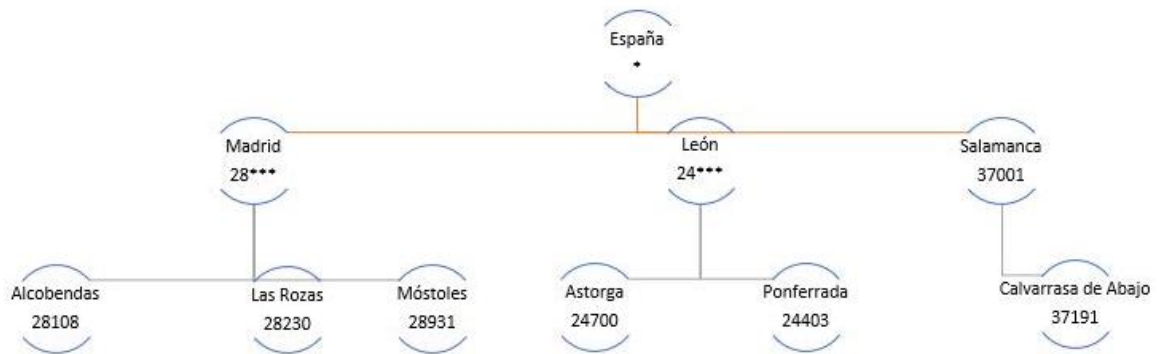 España
*
Madrid
28***
León
24***
Salamanca
37001
Alcobendas
28108
Las Rozas
28230
Móstoles
28931
Astorga
24700
Ponferrada
24403
Calvarrasa de Abajo
37191